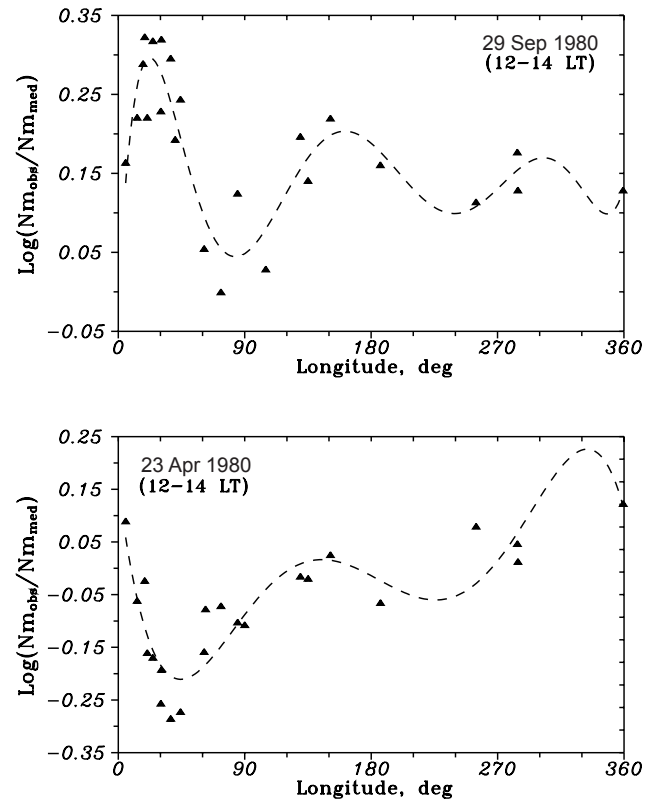 0.35
29 Sep 1980
(12-14 LT)
0.25
0.15
0.05
-0.05
Log(Nmobs/Nmmed)
0 90 180 270 360
Longitude, deg
0.25
23 Apr 1980
(12-14 LT)
0.15
0.05
-0.05
-0.15
-0.25
-0.35
Log(Nmobs/Nmmed)
0 90 180 270 360
Longitude, deg